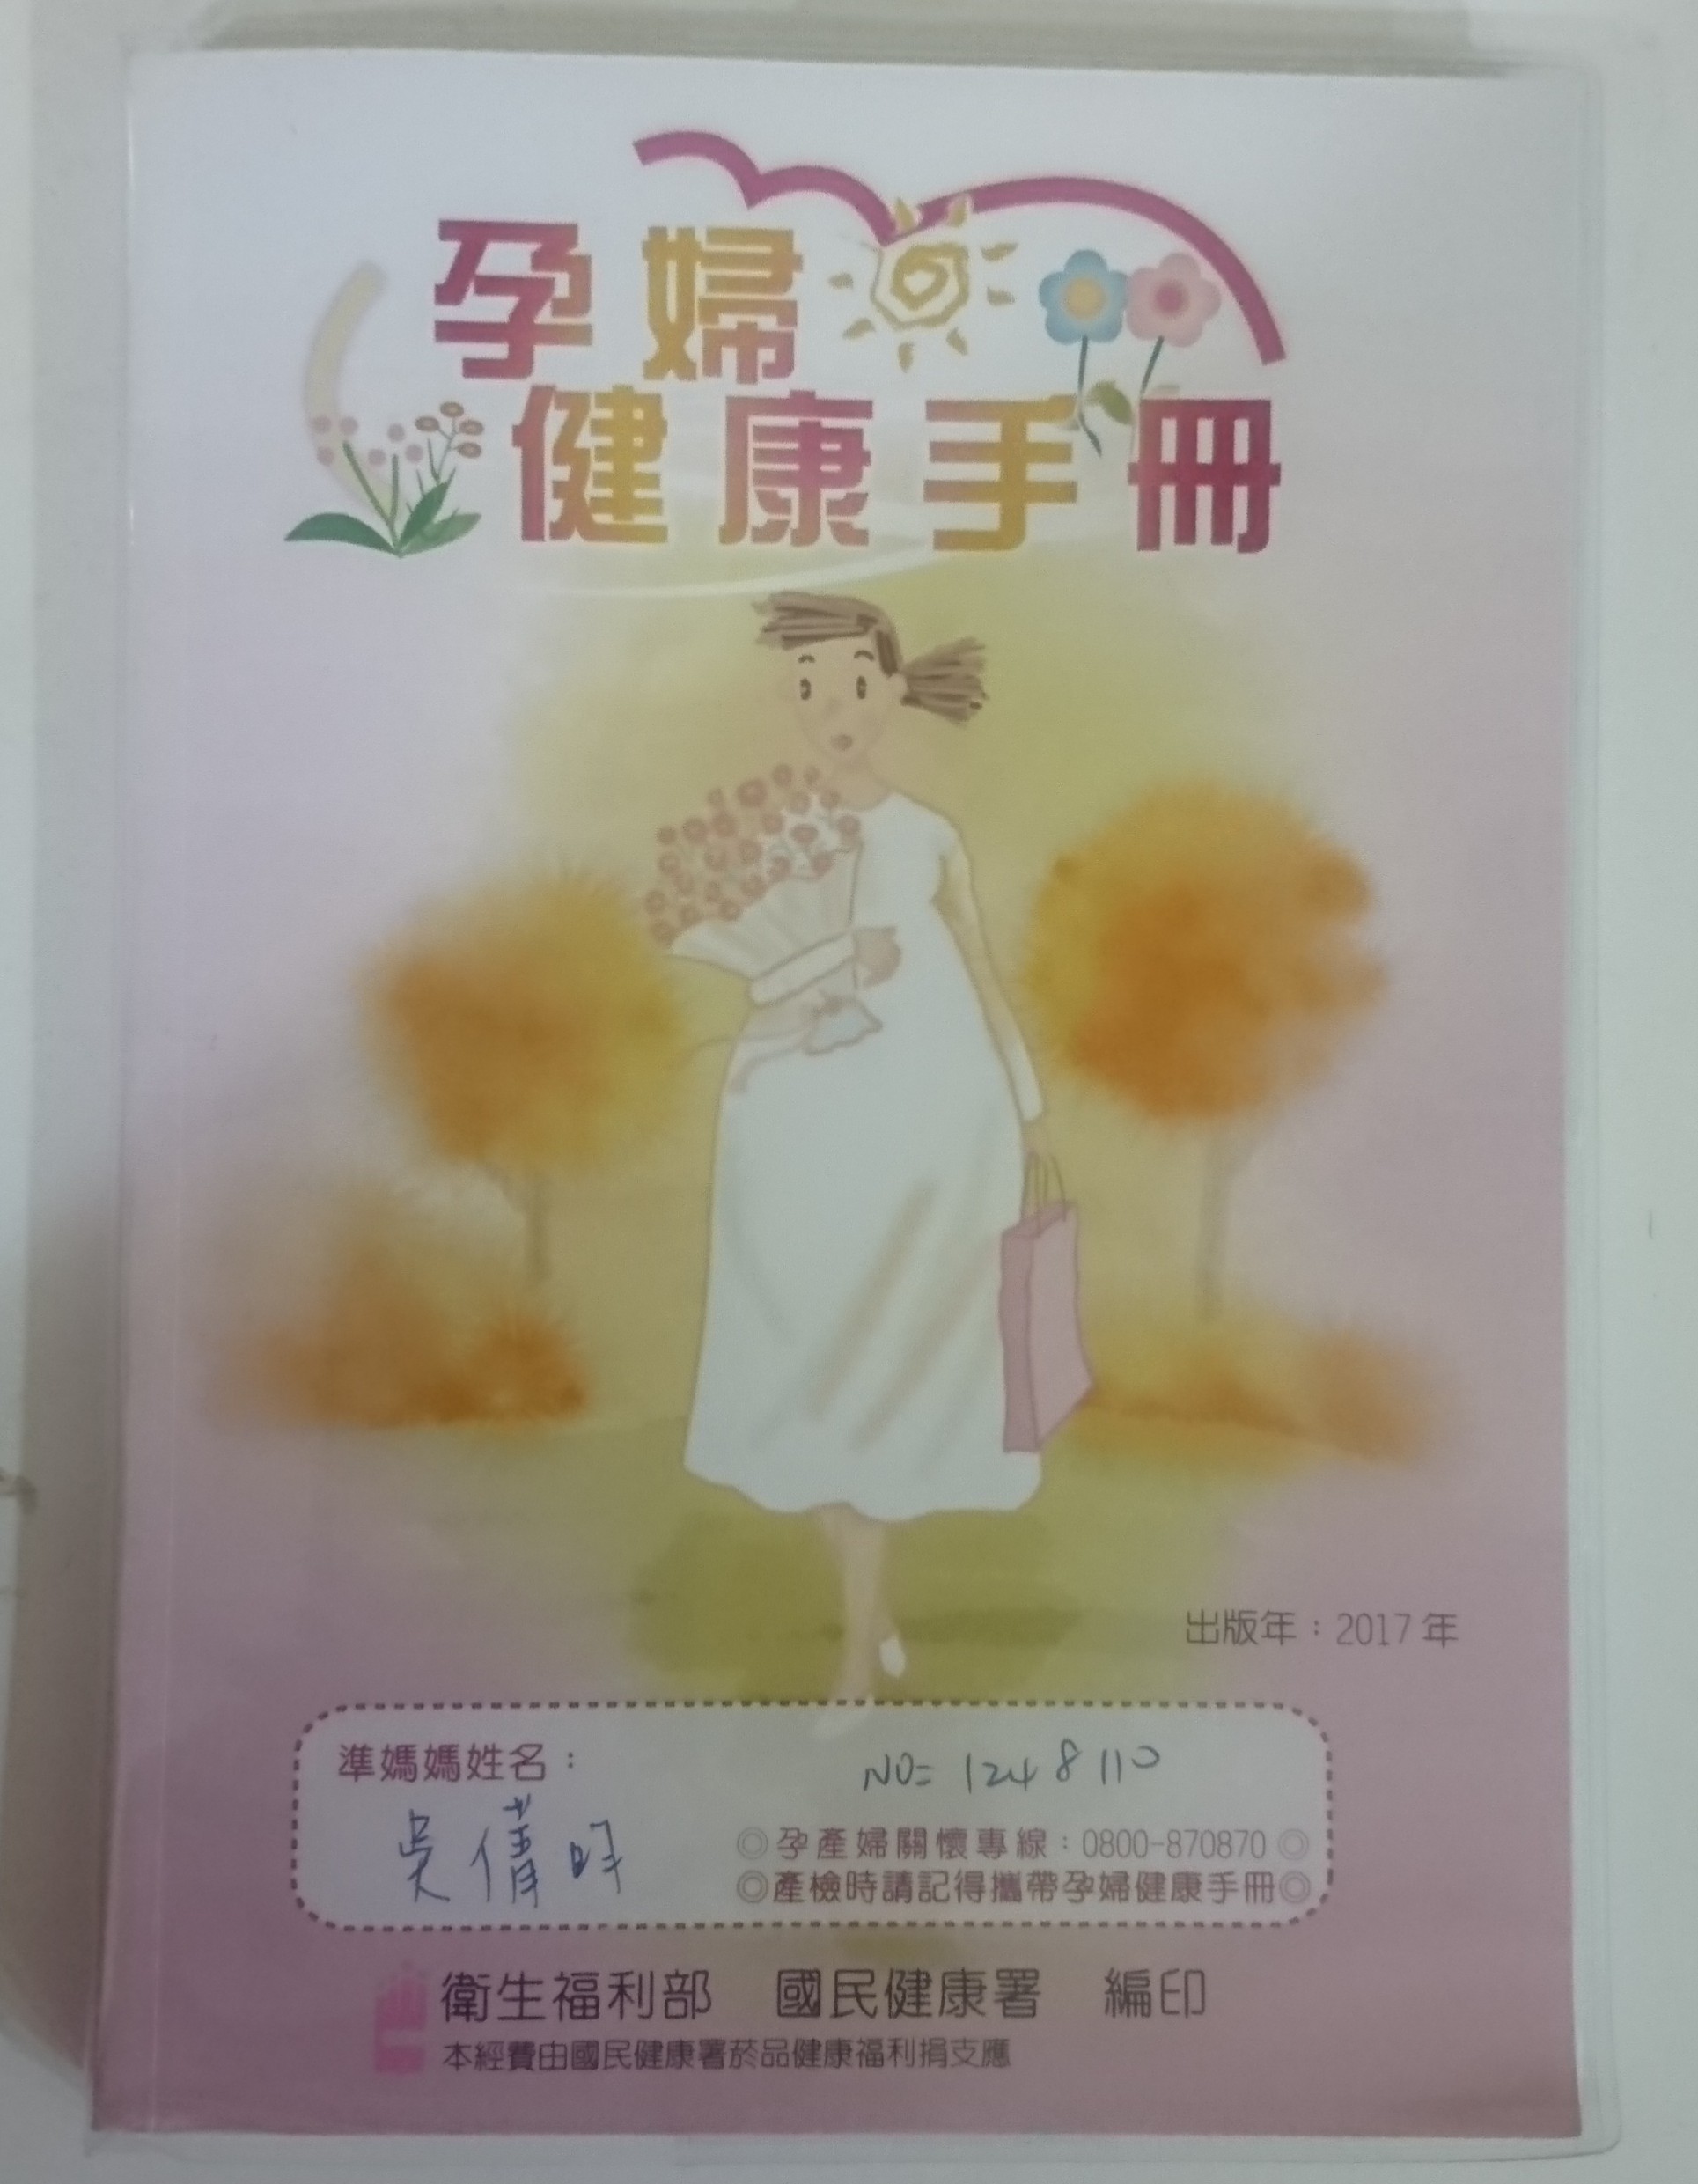 孕婦
健康手冊
出版年：2017年
準媽媽姓名：
NO= 1248110
吳倩明
◎孕產婦關懷專線：0800-870870◎
◎產檢時請記得攜帶孕婦健康手冊◎
衛生福利部 國民健康署 編印
本經費由國民健康署菸品健康福利捐支應